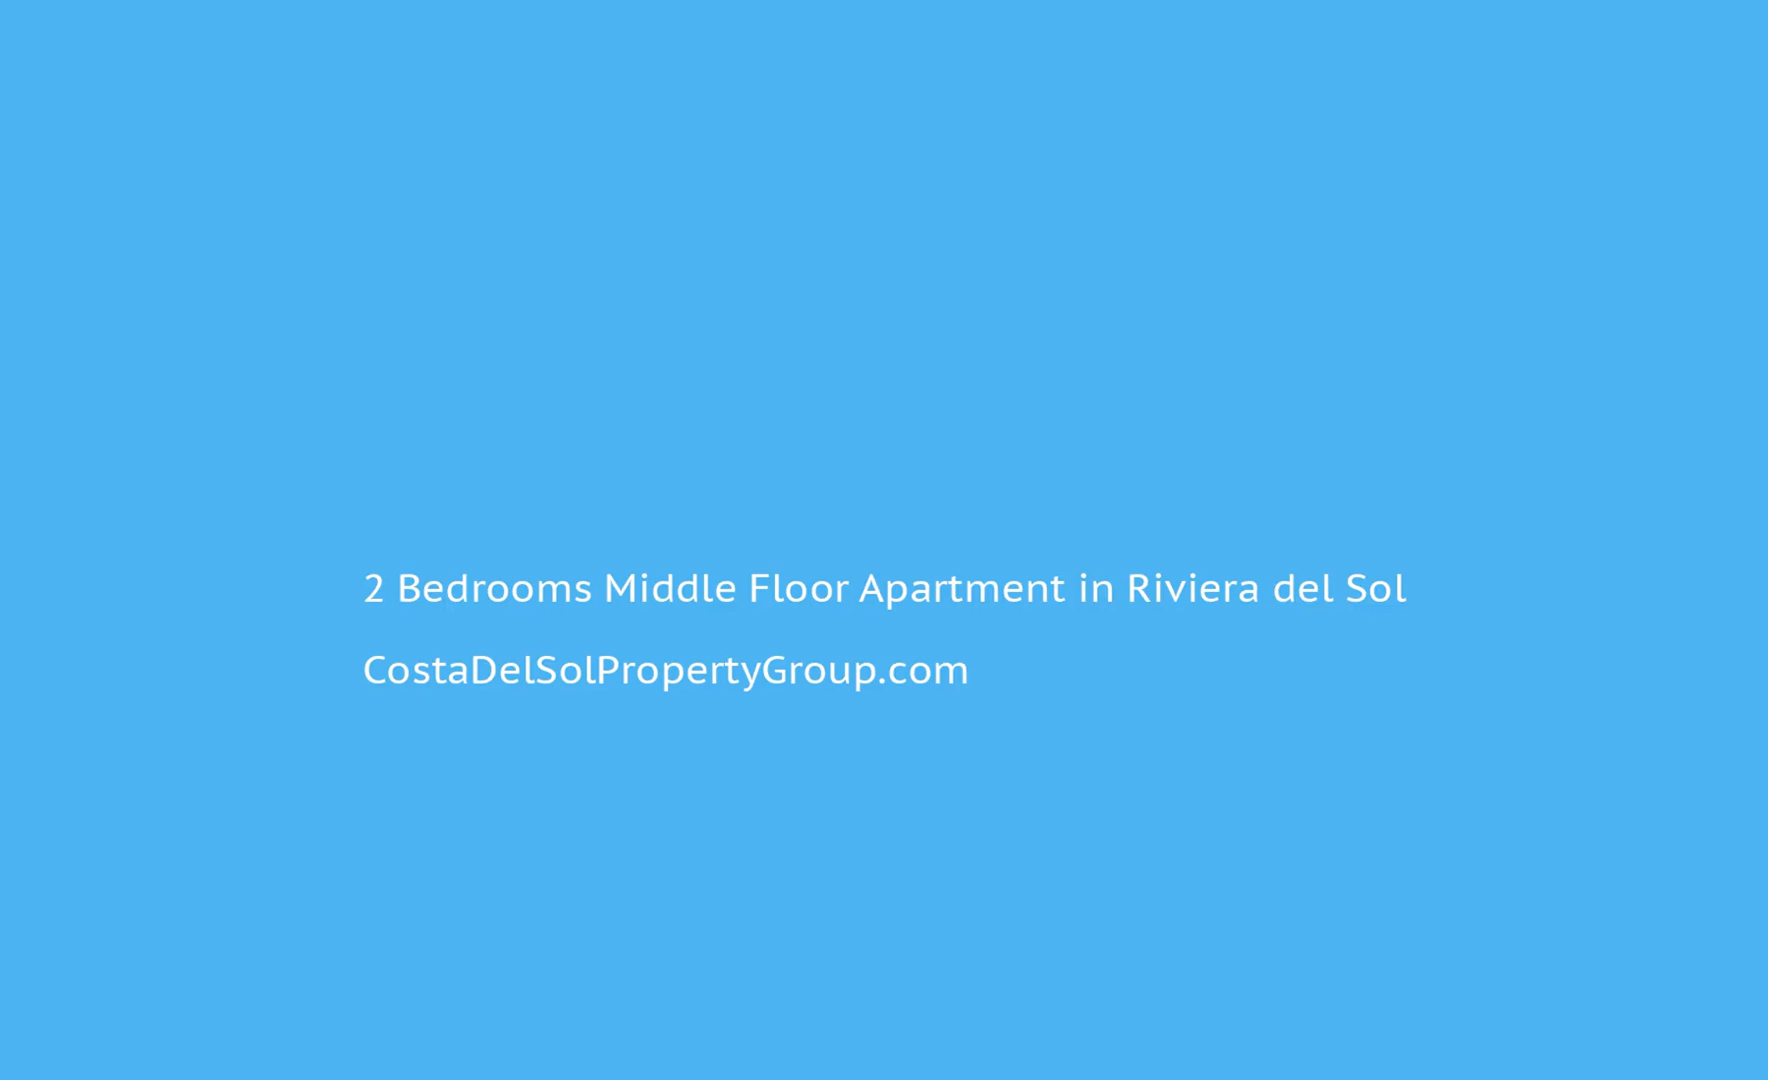 2 Bedrooms Middle Floor Apartment in Riviera del Sol
CostaDelSolPropertyGroup.com